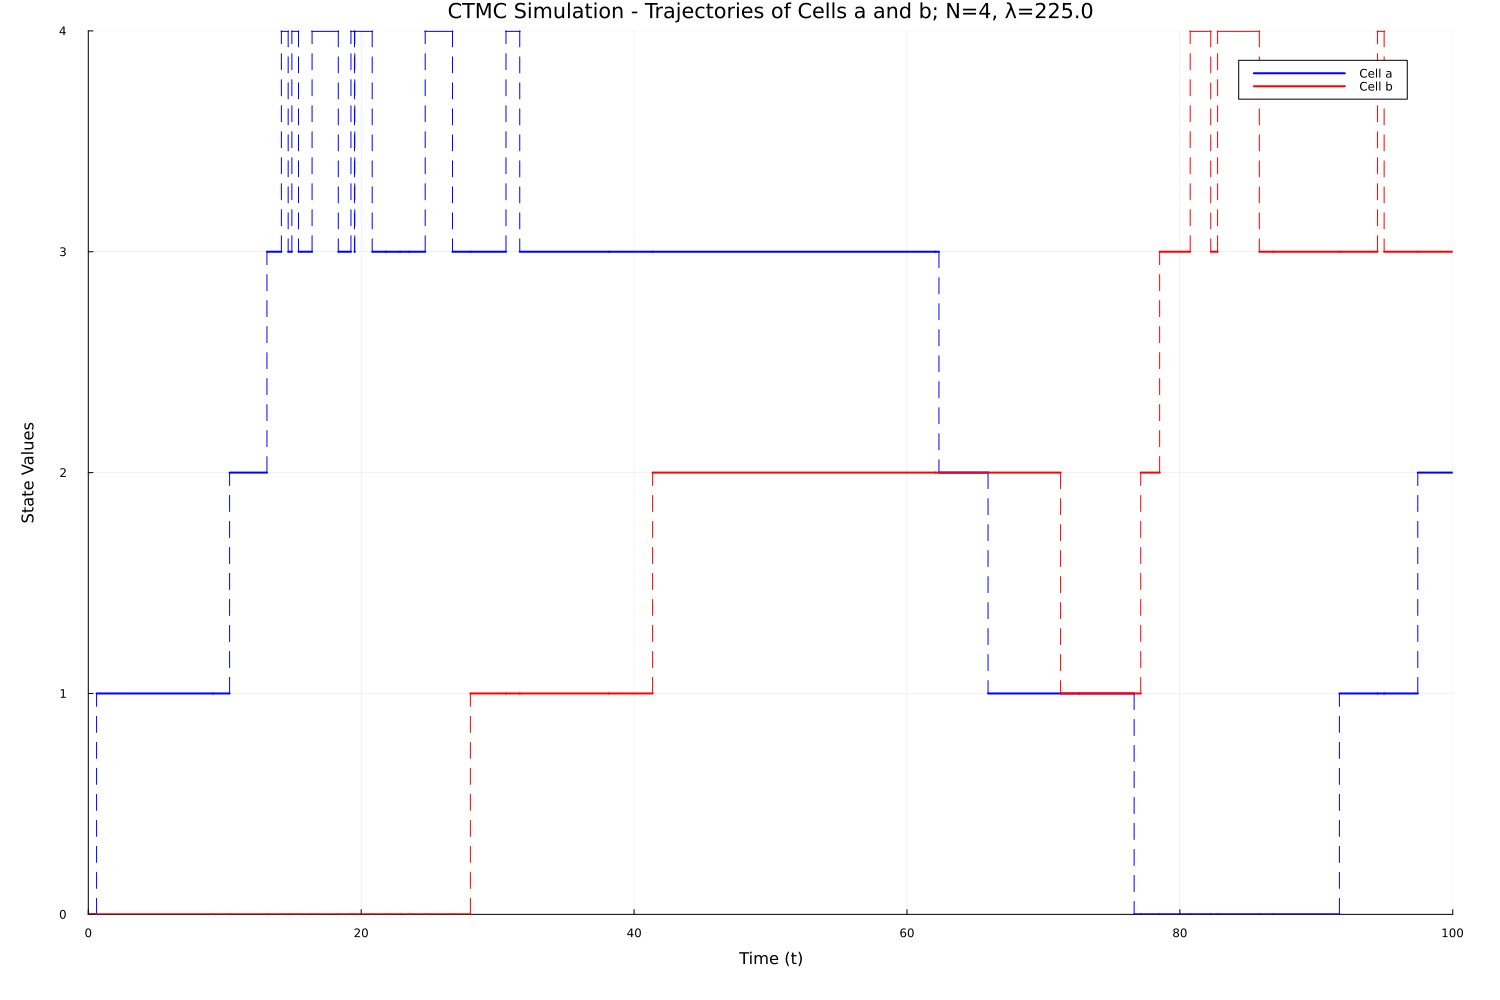 CTMC Simulation - Trajectories of Cells a and b; N=4, λ=225.0
4
Cell a
Cell b
3
State Values
2
1
0
0 20 40 60 80 100
Time (t)